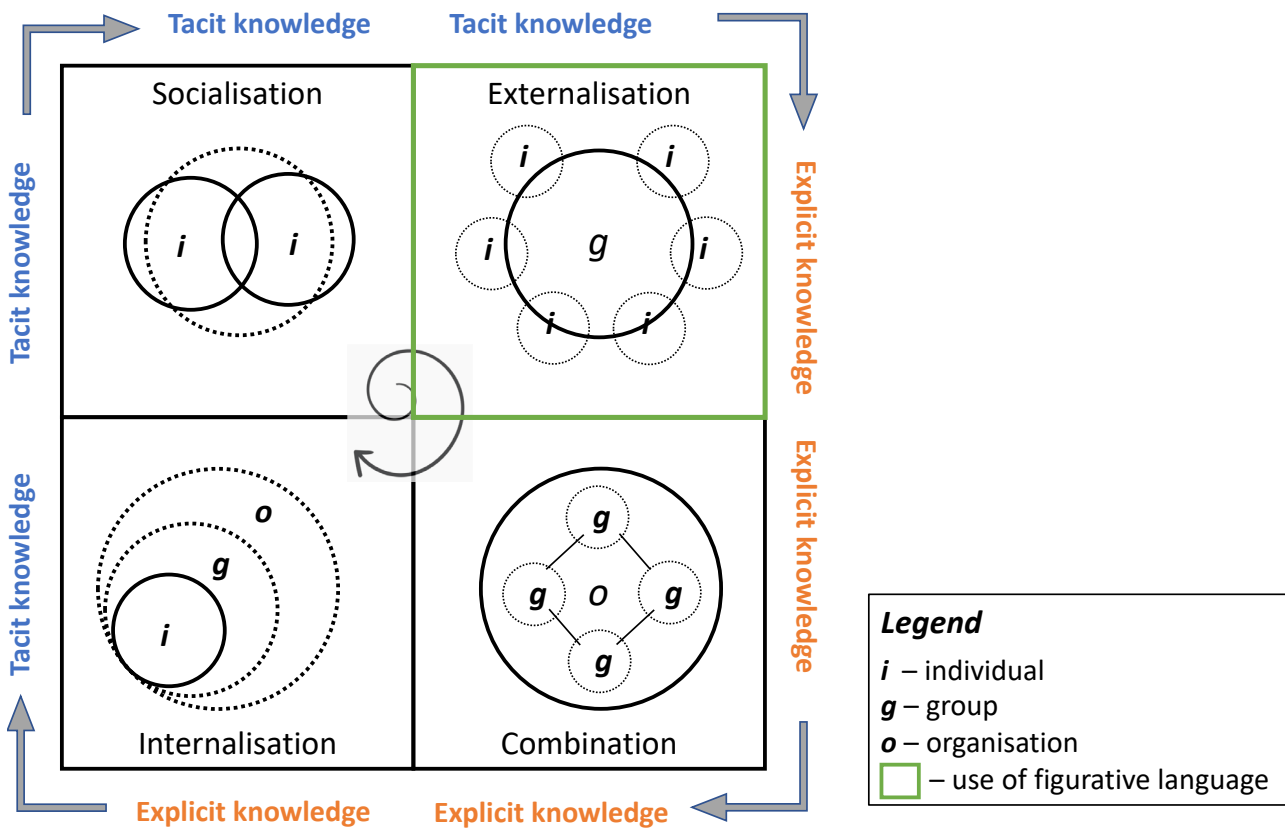 Tacit knowledge
Tacit knowledge
Socialisation
Externalisation
i
i
i
i
i
i
g
i
i
Tacit knowledge
Explicit knowledge
Tacit knowledge
Explicit knowledge
o
g
i
g
g
o
g
g
Internalisation
Combination
Explicit knowledge
Explicit knowledge
Legend
i – individual
g – group
o – organisation
– use of figurative language